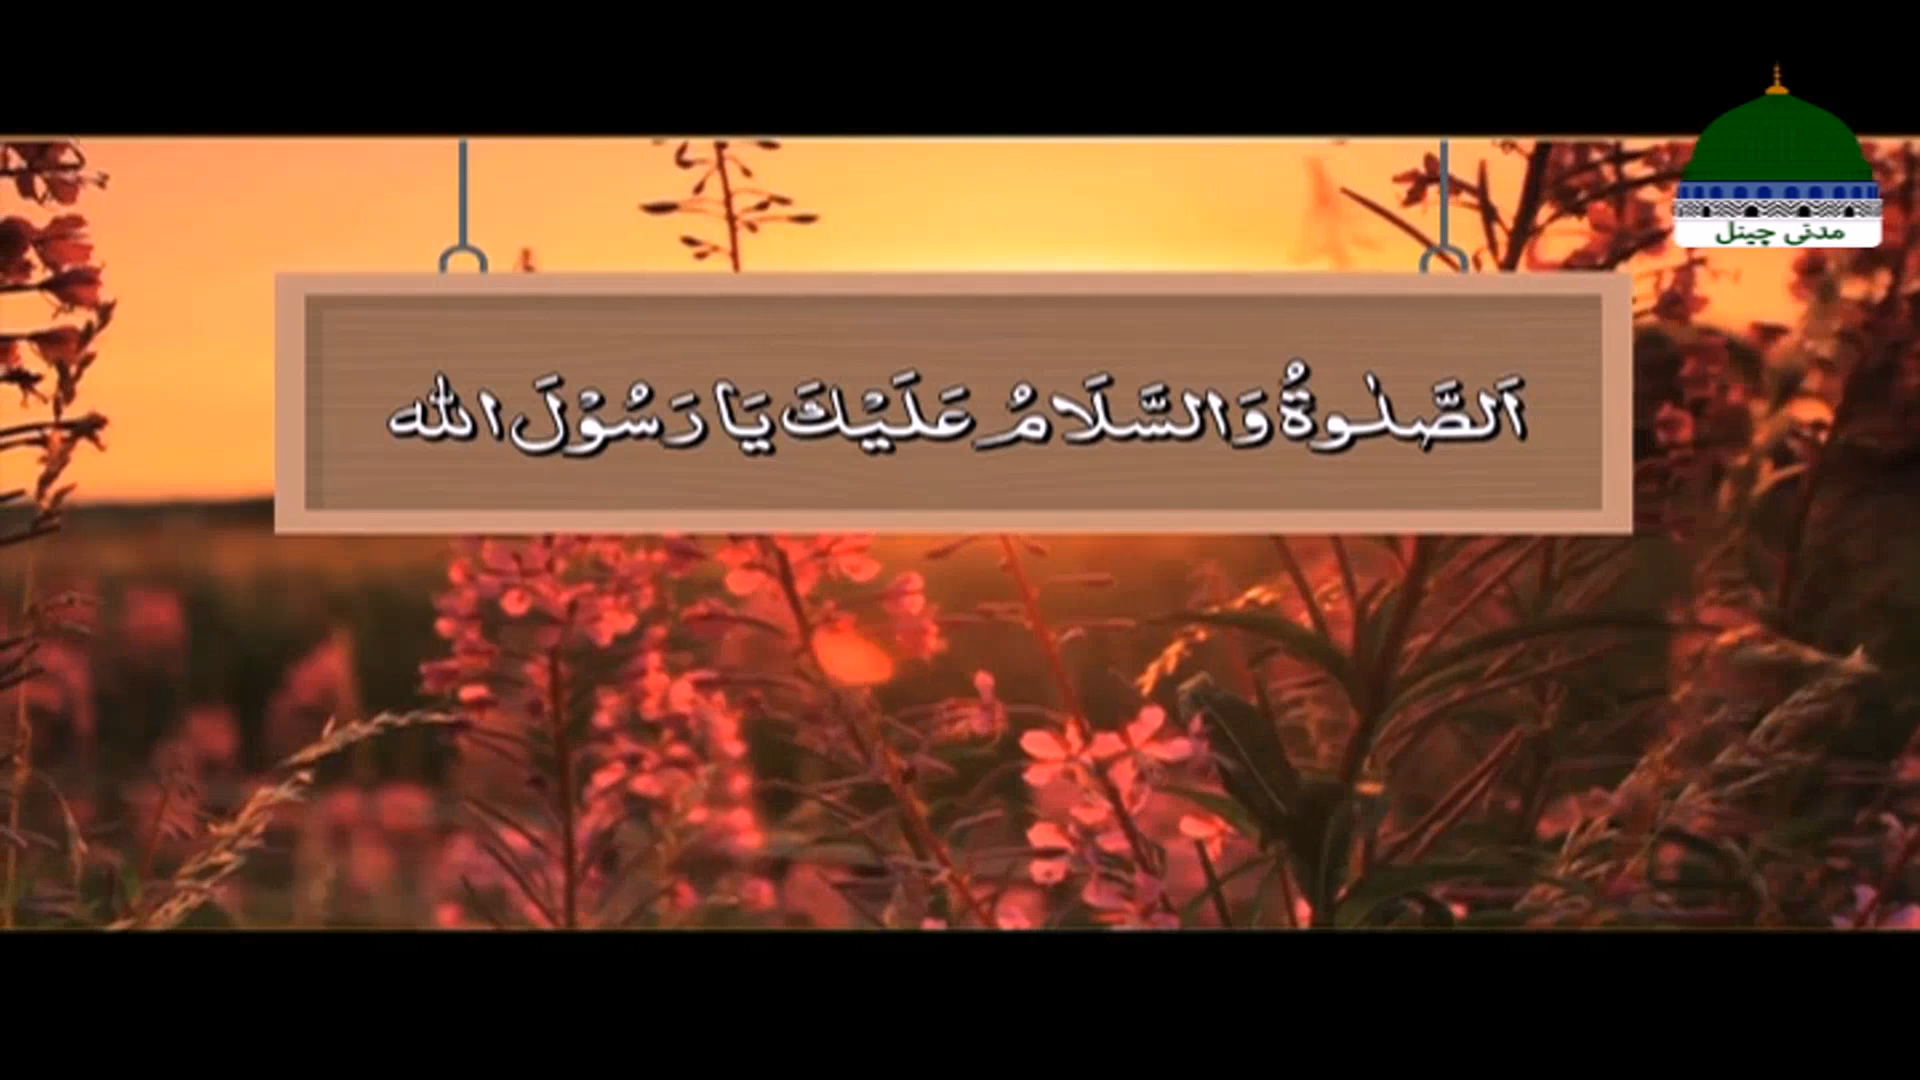 مدنی چینل
اَلصَّلٰوةُ وَالسَّلَامُ عَلَيْكَ يَا رَسُوْلَ الله